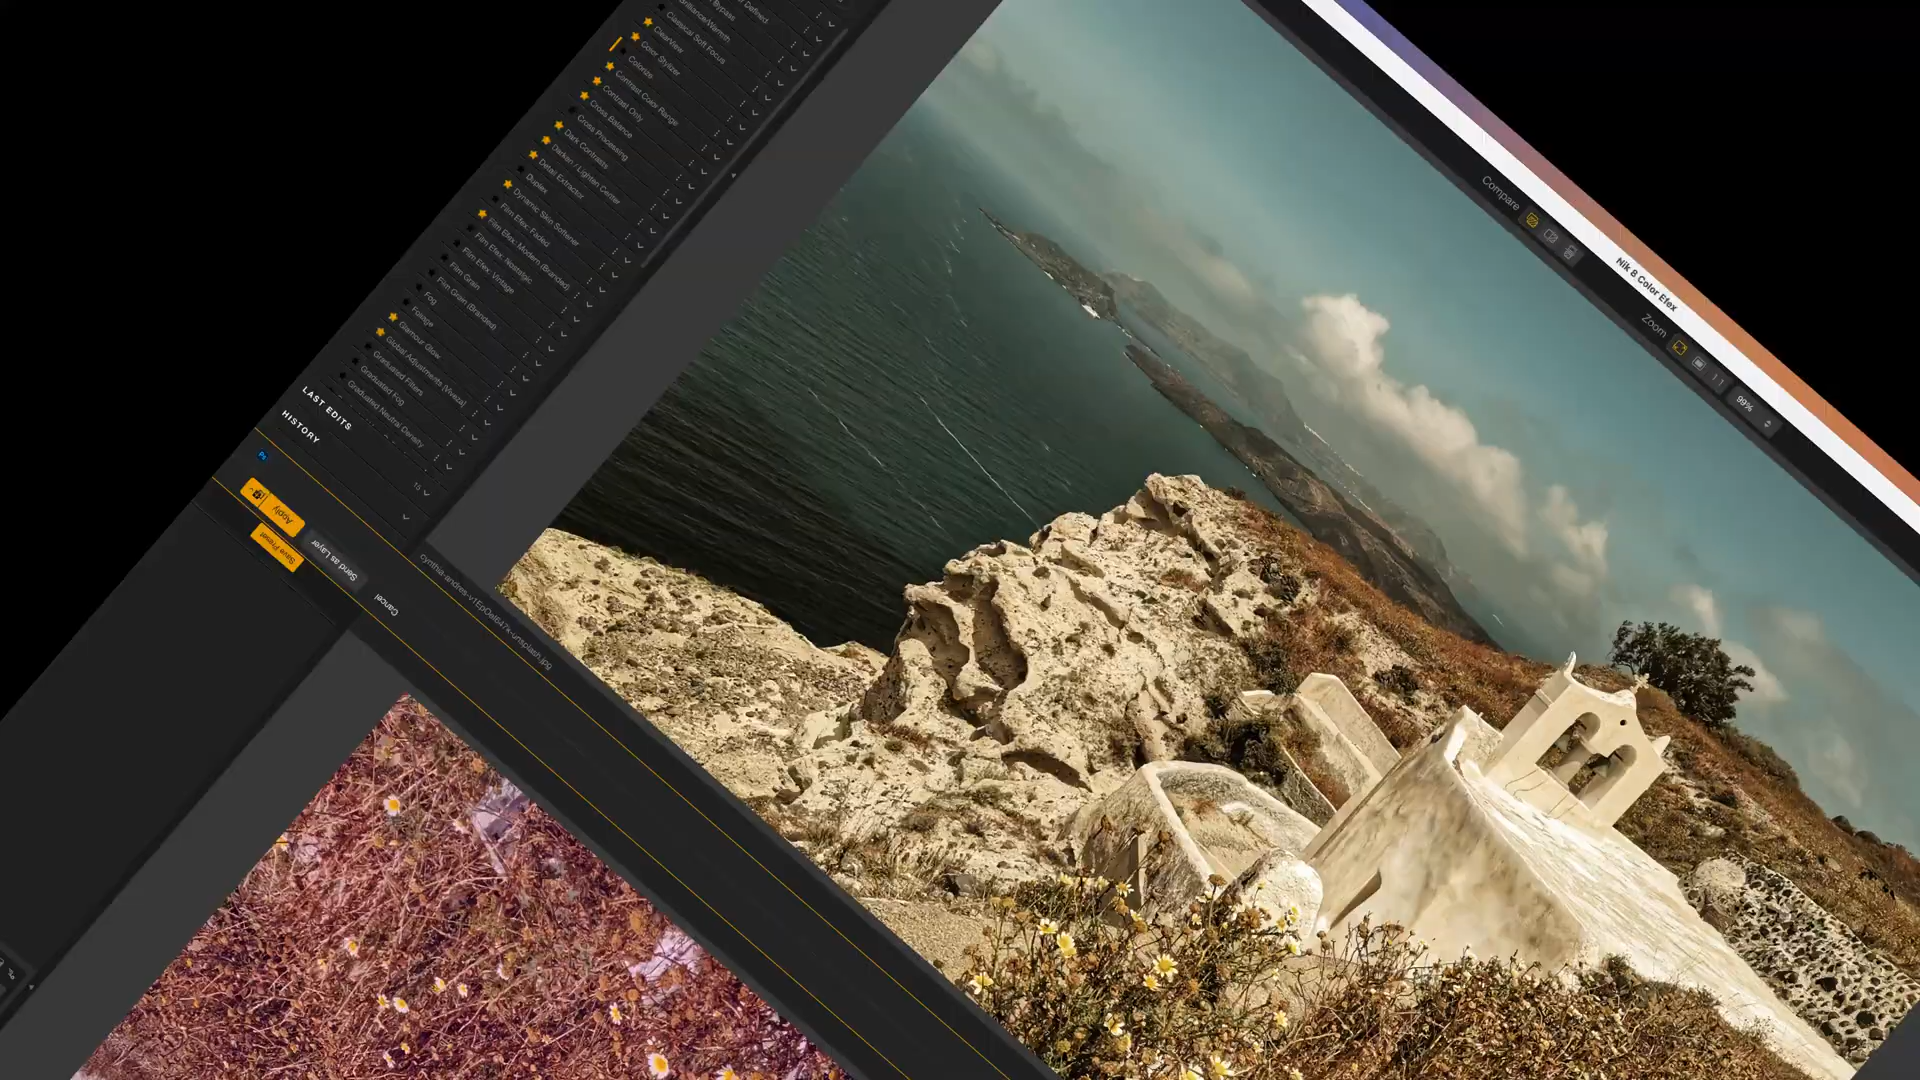 Bypass
Brilliance/Warmth
Classical Soft Focus
ClearView
Color Stylizer
Colorize
Contrast Color Range
Contrast Only
Cross Balance
Cross Processing
Dark Contrasts
Darken / Lighten Center
Detail Extractor
Duplex
Dynamic Skin Softener
Film Efex: Faded
Film Efex: Modern (Branded)
Film Efex: Nostalgic
Film Efex: Vintage
Film Grain
Film Grain (Branded)
Fog
Foliage
Glamour Glow
Global Adjustments (Viveza)
Graduated Filters
Graduated Fog
Graduated Neutral Density
LAST EDITS
15
HISTORY
Ps
Apply
Send as Layer
Cancel
Save Preset
Nik 8 Color Efex
Compare
Zoom
1:1
99%